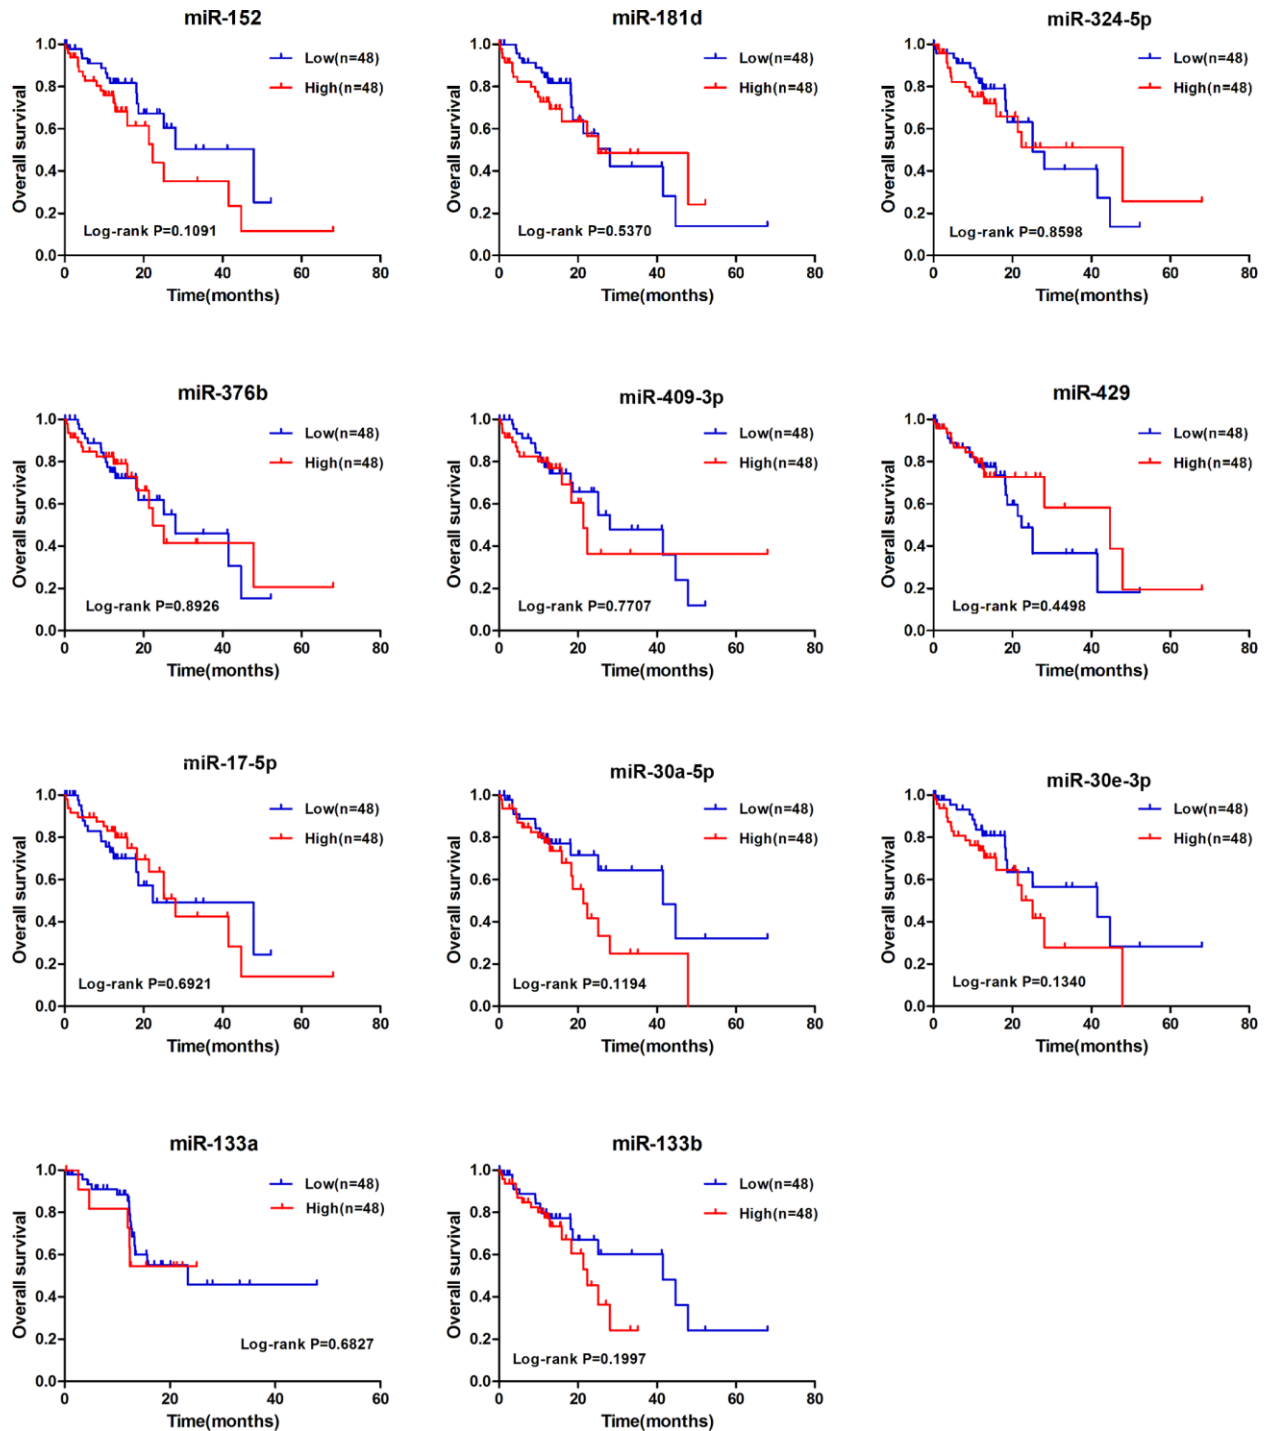 miR-152
1.0
0.8
0.6
0.4
0.2
0.0
Overall survival
Low(n=48)
High(n=48)
Log-rank P=0.1091
0 20 40 60 80
Time(months)
miR-181d
1.0
0.8
0.6
0.4
0.2
0.0
Overall survival
Low(n=48)
High(n=48)
Log-rank P=0.5370
0 20 40 60 80
Time(months)
miR-324-5p
1.0
0.8
0.6
0.4
0.2
0.0
Overall survival
Low(n=48)
High(n=48)
Log-rank P=0.8598
0 20 40 60 80
Time(months)
miR-376b
1.0
0.8
0.6
0.4
0.2
0.0
Overall survival
Low(n=48)
High(n=48)
Log-rank P=0.8926
0 20 40 60 80
Time(months)
miR-409-3p
1.0
0.8
0.6
0.4
0.2
0.0
Overall survival
Low(n=48)
High(n=48)
Log-rank P=0.7707
0 20 40 60 80
Time(months)
miR-429
1.0
0.8
0.6
0.4
0.2
0.0
Overall survival
Low(n=48)
High(n=48)
Log-rank P=0.4498
0 20 40 60 80
Time(months)
miR-17-5p
1.0
0.8
0.6
0.4
0.2
0.0
Overall survival
Low(n=48)
High(n=48)
Log-rank P=0.6921
0 20 40 60 80
Time(months)
miR-30a-5p
1.0
0.8
0.6
0.4
0.2
0.0
Overall survival
Low(n=48)
High(n=48)
Log-rank P=0.1194
0 20 40 60 80
Time(months)
miR-30e-3p
1.0
0.8
0.6
0.4
0.2
0.0
Overall survival
Low(n=48)
High(n=48)
Log-rank P=0.1340
0 20 40 60 80
Time(months)
miR-133a
1.0
0.8
0.6
0.4
0.2
0.0
Overall survival
Low(n=48)
High(n=48)
Log-rank P=0.6827
0 20 40 60
Time(months)
miR-133b
1.0
0.8
0.6
0.4
0.2
0.0
Overall survival
Low(n=48)
High(n=48)
Log-rank P=0.1997
0 20 40 60 80
Time(months)